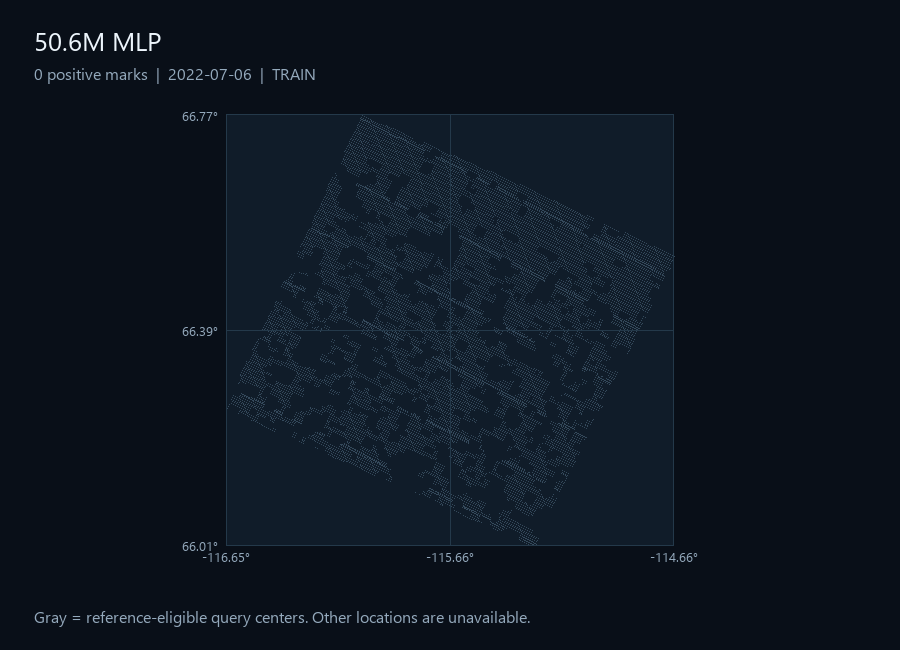 50.6M MLP
0 positive marks | 2022-07-06 | TRAIN
66.77°
66.39°
66.01°
-116.65° -115.66° -114.66°
Gray = reference-eligible query centers. Other locations are unavailable.